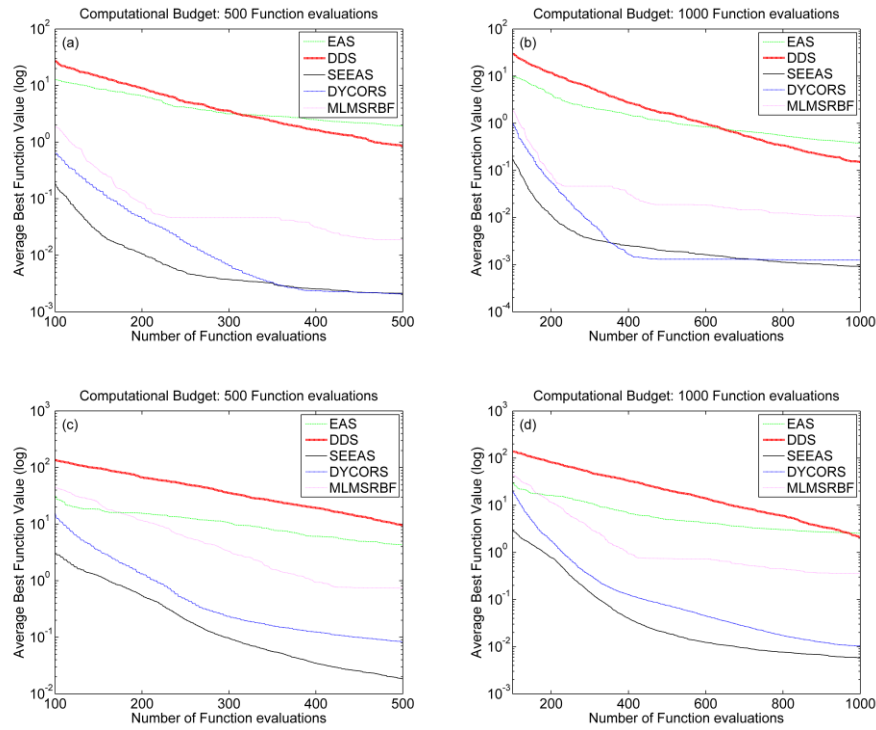 Computational Budget: 500 Function evaluations
(a)
EAS
DDS
SEEAS
DYCORS
MLMSRBF
Average Best Function Value (log)
10^2
10^1
10^0
10^-1
10^-2
10^-3
100 200 300 400 500
Number of Function evaluations
Computational Budget: 1000 Function evaluations
(b)
EAS
DDS
SEEAS
DYCORS
MLMSRBF
Average Best Function Value (log)
10^2
10^1
10^0
10^-1
10^-2
10^-3
10^-4
200 400 600 800 1000
Number of Function evaluations
Computational Budget: 500 Function evaluations
(c)
EAS
DDS
SEEAS
DYCORS
MLMSRBF
Average Best Function Value (log)
10^3
10^2
10^1
10^0
10^-1
10^-2
100 200 300 400 500
Number of Function evaluations
Computational Budget: 1000 Function evaluations
(d)
EAS
DDS
SEEAS
DYCORS
MLMSRBF
Average Best Function Value (log)
10^3
10^2
10^1
10^0
10^-1
10^-2
10^-3
200 400 600 800 1000
Number of Function evaluations